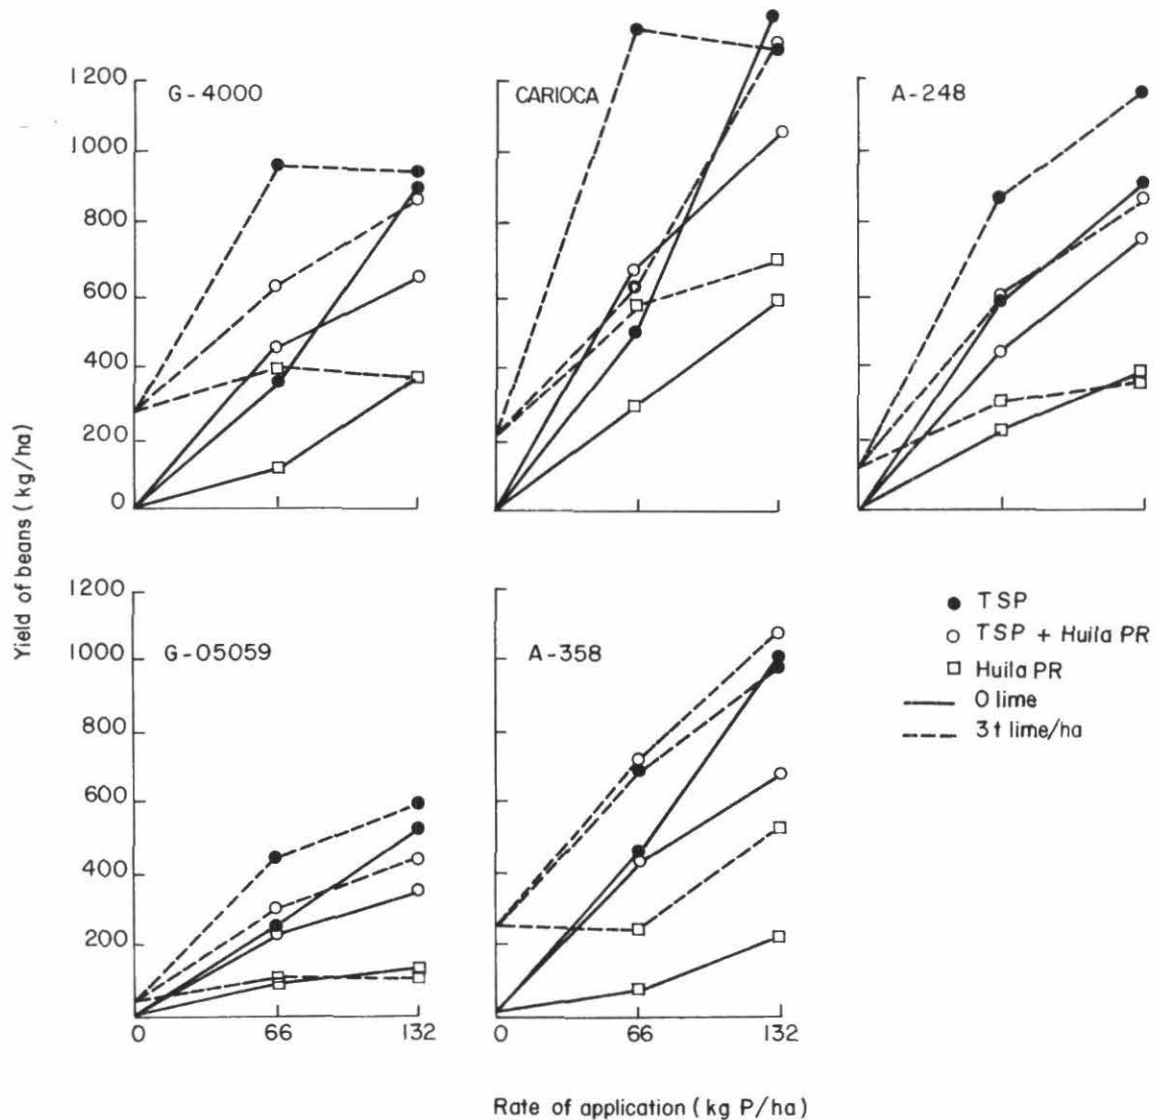 1200
1000
800
600
400
200
0
G-4000
CARIOCA
A-248
Yield of beans (kg/ha)
1200
1000
800
600
400
200
G-05059
A-358
TSP
TSP + Huila PR
Huila PR
0 lime
3t lime/ha
0 66 132
0 66 132
Rate of application (kg P/ha)